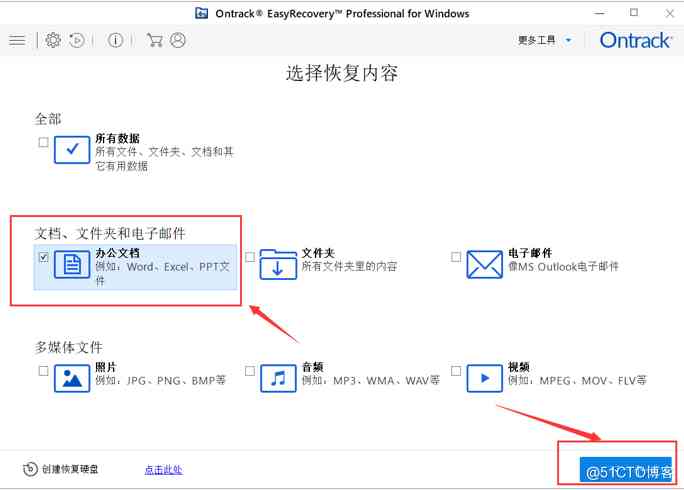 Ontrack® EasyRecovery™ Professional for Windows
更多工具
Ontrack
选择恢复内容
全部
所有数据
所有文件、文件夹、文档和其
它有用数据
文档、文件夹和电子邮件
办公文档
例如：Word、Excel、PPT文
件
文件夹
所有文件夹里的内容
电子邮件
像MS Outlook电子邮件
多媒体文件
照片
例如：JPG、PNG、BMP等
音频
例如：MP3、WMA、WAV等
视频
例如：MPEG、MOV、FLV等
创建恢复硬盘
点击此处
@51CTO博客